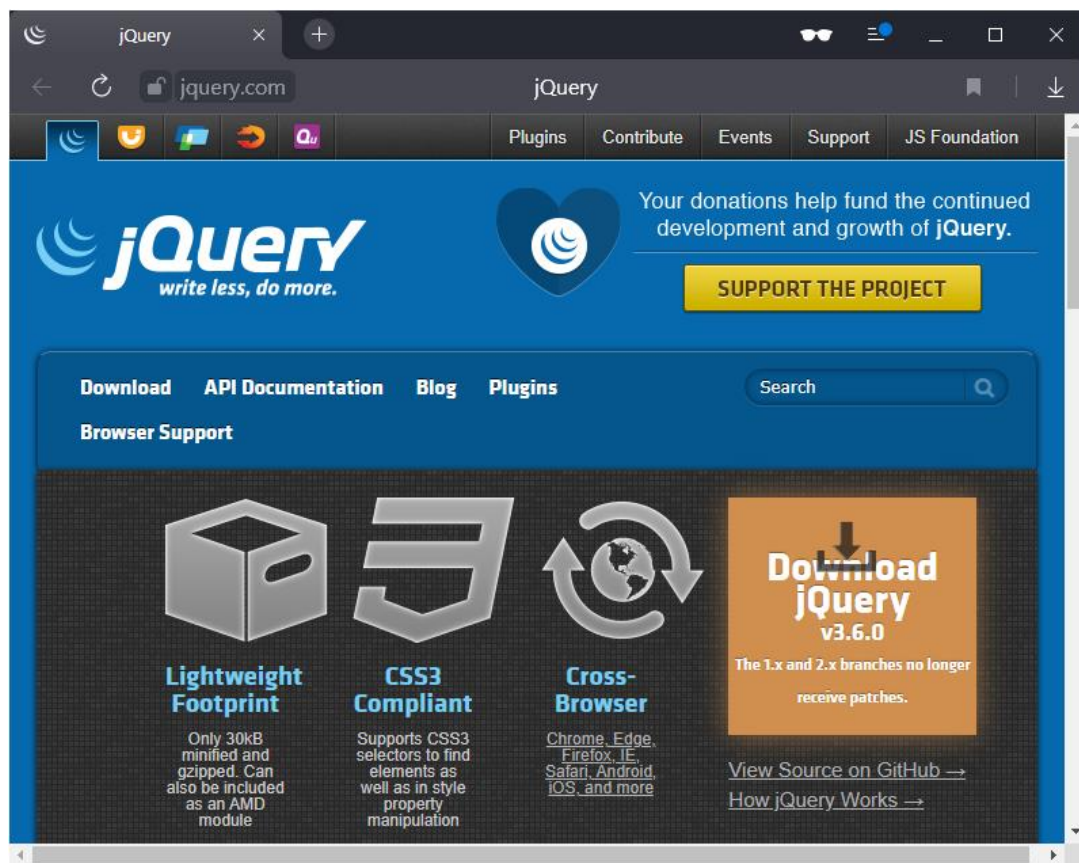 jQuery
jquery.com
jQuery
Qu
Plugins
Contribute
Events
Support
JS Foundation
jQuery
write less, do more.
Your donations help fund the continued
development and growth of jQuery.
SUPPORT THE PROJECT
Download
API Documentation
Blog
Plugins
Search
Browser Support
Lightweight
Footprint
Only 30kB
minified and
gzipped. Can
also be included
as an AMD
module
CSS3
Compliant
Supports CSS3
selectors to find
elements as
well as in style
property
manipulation
Cross-
Browser
Chrome, Edge,
Firefox, IE,
Safari, Android,
iOS, and more
Download
jQuery
v3.6.0
The 1.x and 2.x branches no longer
receive patches.
View Source on GitHub →
How jQuery Works →